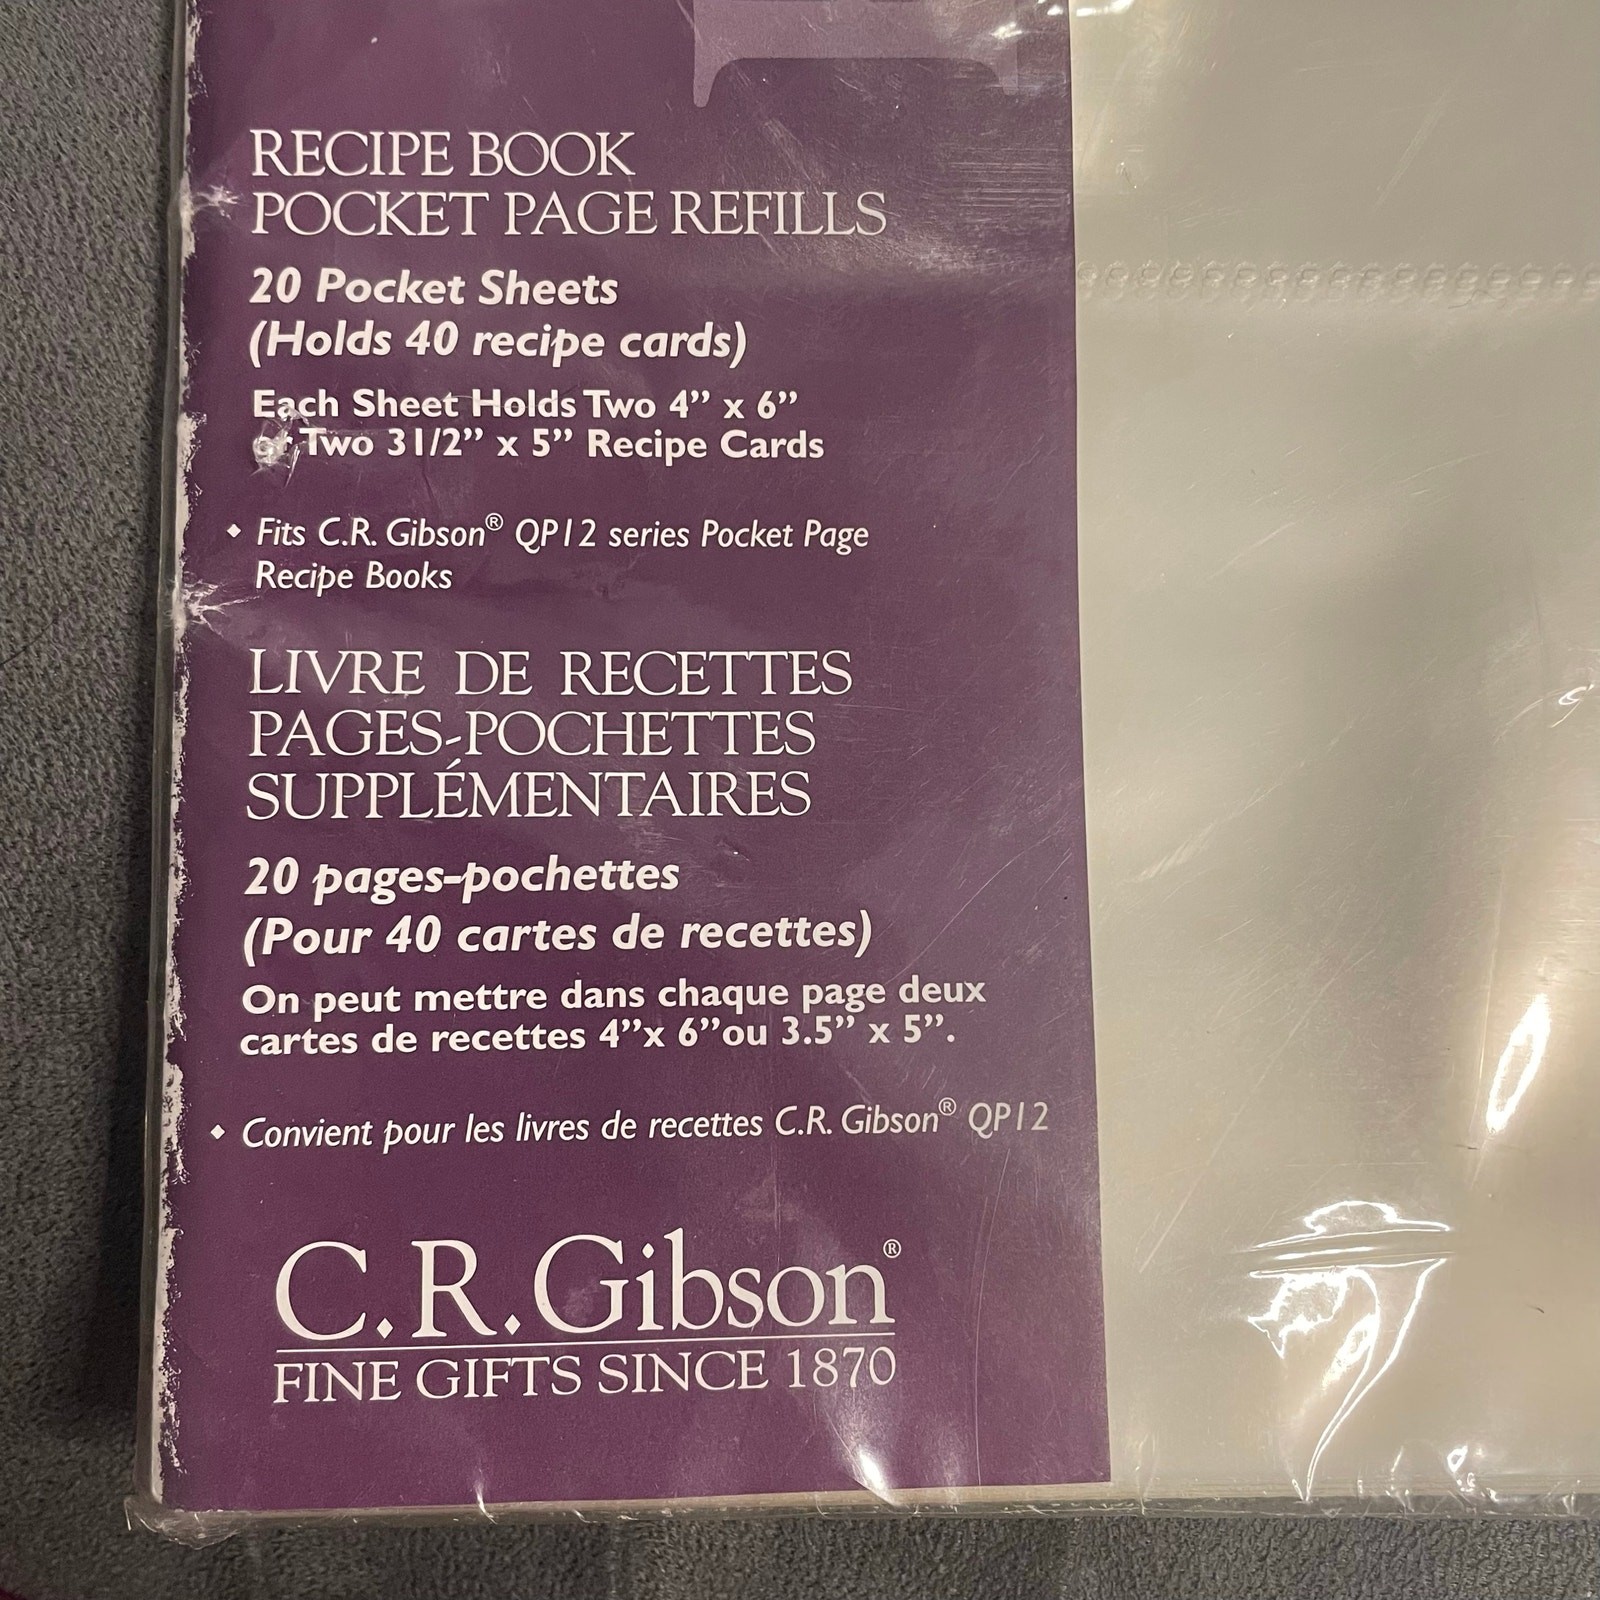 RECIPE BOOK
POCKET PAGE REFILLS
20 Pocket Sheets
(Holds 40 recipe cards)
Each Sheet Holds Two 4” x 6”
or Two 31/2” x 5” Recipe Cards
♦ Fits C.R. Gibson® QP12 series Pocket Page
Recipe Books
LIVRE DE RECETTES
PAGES-POCHETTES
SUPPLÉMENTAIRES
20 pages-pochettes
(Pour 40 cartes de recettes)
On peut mettre dans chaque page deux
cartes de recettes 4”x 6”ou 3.5” x 5”.
♦ Convient pour les livres de recettes C.R. Gibson® QP12
C.R.Gibson®
FINE GIFTS SINCE 1870